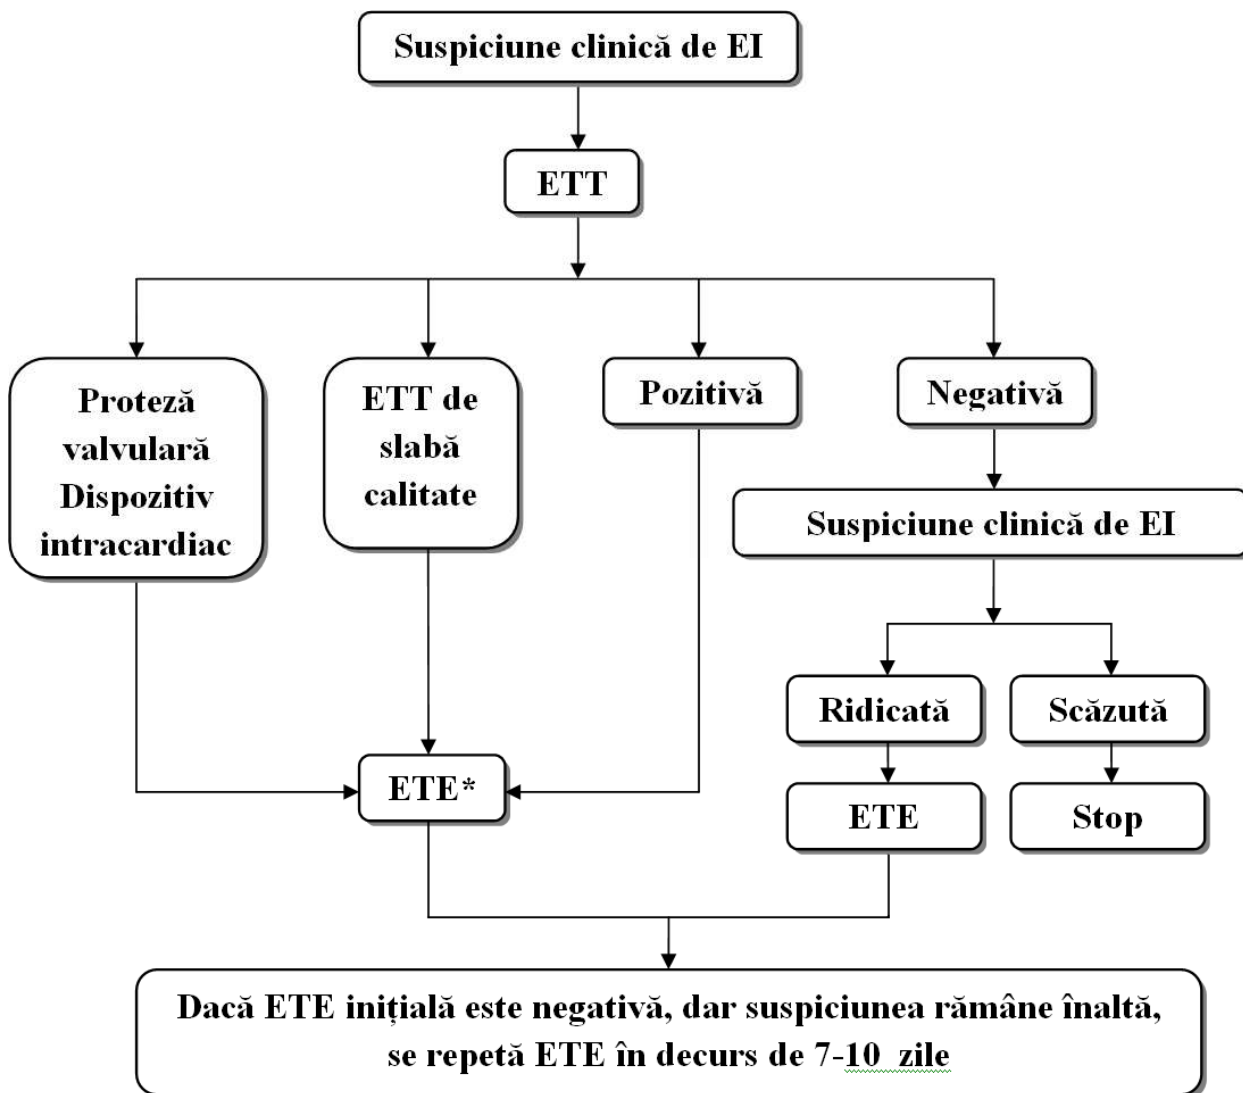 Suspiciune clinică de EI
ETT
Proteză
valvulară
Dispozitiv
intracardiac
ETT de
slabă
calitate
Pozitivă
Negativă
Suspiciune clinică de EI
Ridicată
Scăzută
ETE*
ETE
Stop
Dacă ETE inițială este negativă, dar suspiciunea rămâne înaltă,
se repetă ETE în decurs de 7-10 zile